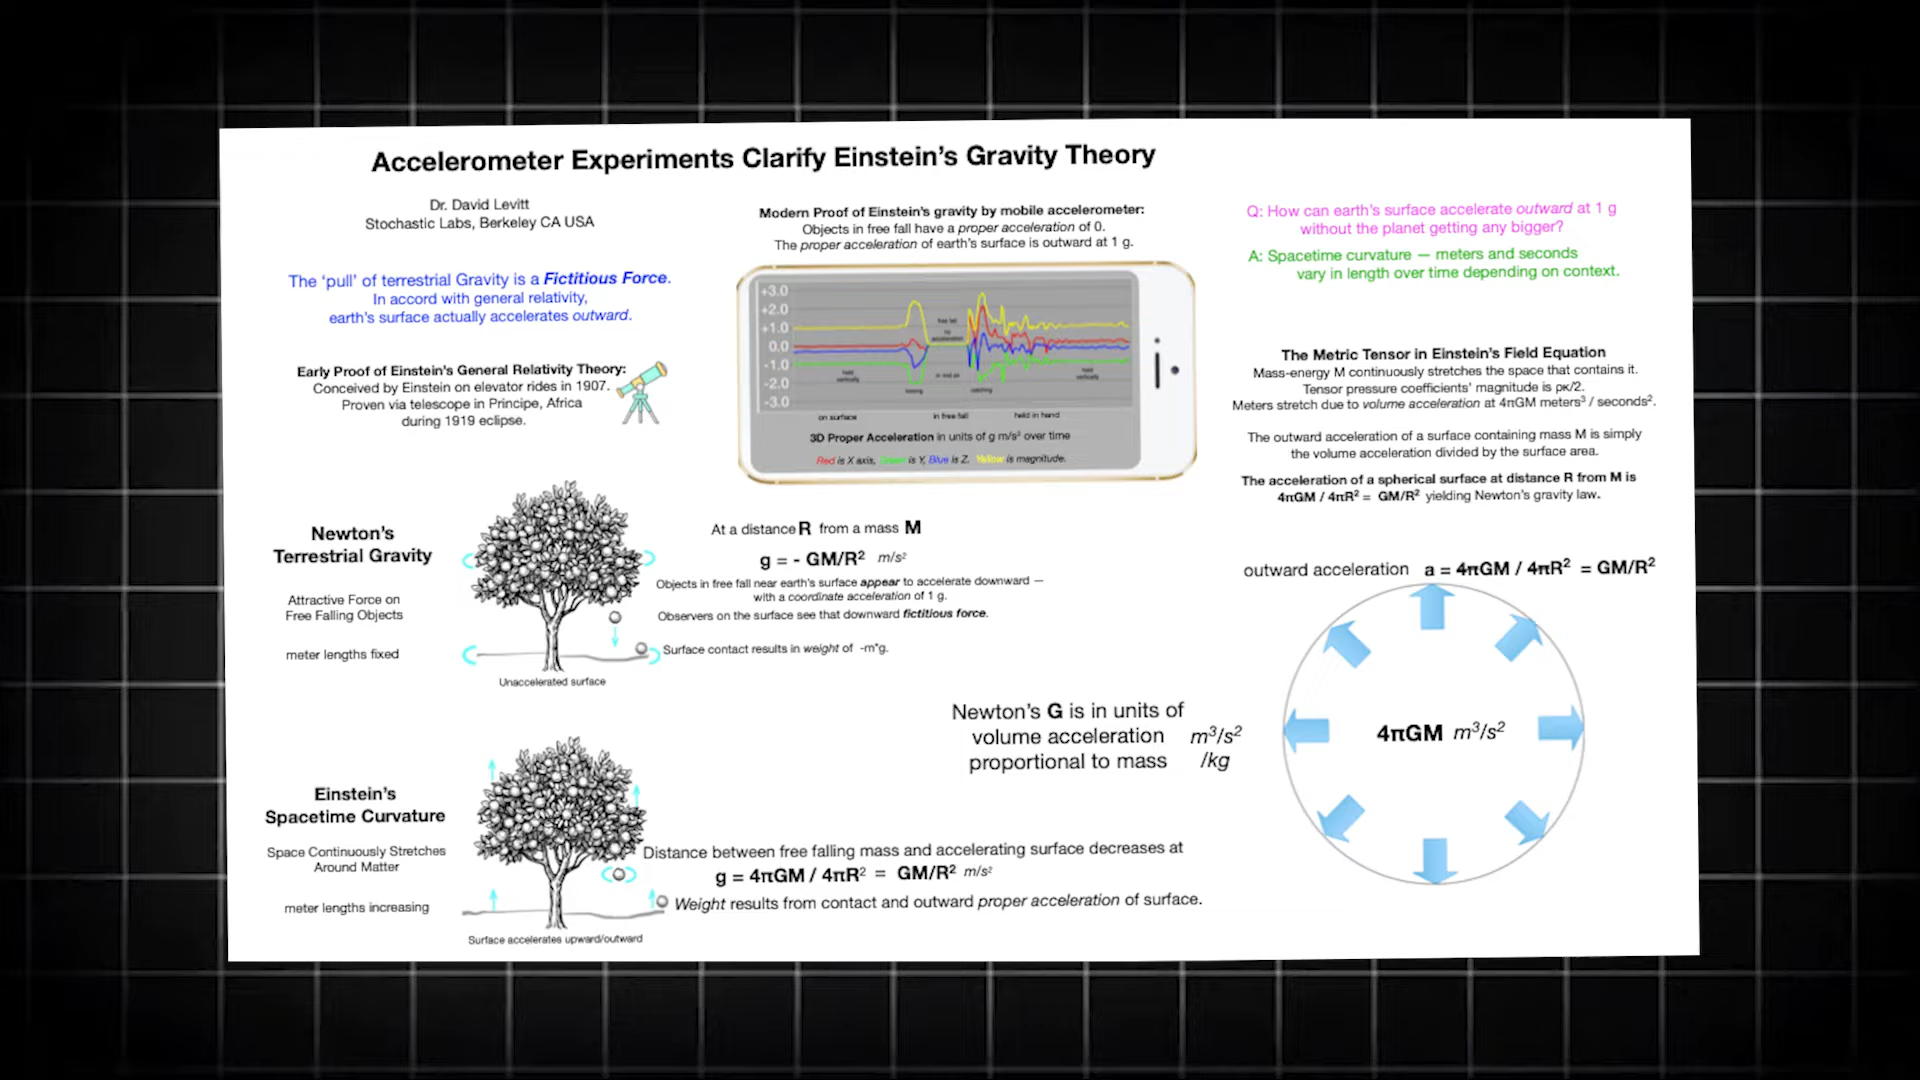 Accelerometer Experiments Clarify Einstein's Gravity Theory
Dr. David Levitt
Stochastic Labs, Berkeley CA USA
The 'pull' of terrestrial Gravity is a Fictitious Force.
In accord with general relativity,
earth's surface actually accelerates outward.
Early Proof of Einstein's General Relativity Theory:
Conceived by Einstein on elevator rides in 1907.
Proven via telescope in Principe, Africa
during 1919 eclipse.
Modern Proof of Einstein's gravity by mobile accelerometer:
Objects in free fall have a proper acceleration of 0.
The proper acceleration of earth's surface is outward at 1 g.
+3.0
+2.0
+1.0
0.0
-1.0
-2.0
-3.0
free fall
no
acceleration
held
vertically
in mid air
held
vertically
tossing
catching
on surface
in free fall
held in hand
3D Proper Acceleration in units of g m/s² over time
Red is X axis, Green is Y, Blue is Z. Yellow is magnitude.
Q: How can earth's surface accelerate outward at 1 g
without the planet getting any bigger?
A: Spacetime curvature — meters and seconds
vary in length over time depending on context.
The Metric Tensor in Einstein's Field Equation
Mass-energy M continuously stretches the space that contains it.
Tensor pressure coefficients' magnitude is ρκ/2.
Meters stretch due to volume acceleration at 4πGM meters³ / seconds².
The outward acceleration of a surface containing mass M is simply
the volume acceleration divided by the surface area.
The acceleration of a spherical surface at distance R from M is
4πGM / 4πR² = GM/R² yielding Newton's gravity law.
Newton's
Terrestrial Gravity
Attractive Force on
Free Falling Objects
meter lengths fixed
Unaccelerated surface
At a distance R from a mass M
g = - GM/R² m/s²
Objects in free fall near earth's surface appear to accelerate downward —
with a coordinate acceleration of 1 g.
Observers on the surface see that downward fictitious force.
Surface contact results in weight of -m*g.
outward acceleration a = 4πGM / 4πR² = GM/R²
4πGM m³/s²
Newton's G is in units of
volume acceleration m³/s²
proportional to mass /kg
Einstein's
Spacetime Curvature
Space Continuously Stretches
Around Matter
meter lengths increasing
Surface accelerates upward/outward
Distance between free falling mass and accelerating surface decreases at
g = 4πGM / 4πR² = GM/R² m/s²
Weight results from contact and outward proper acceleration of surface.